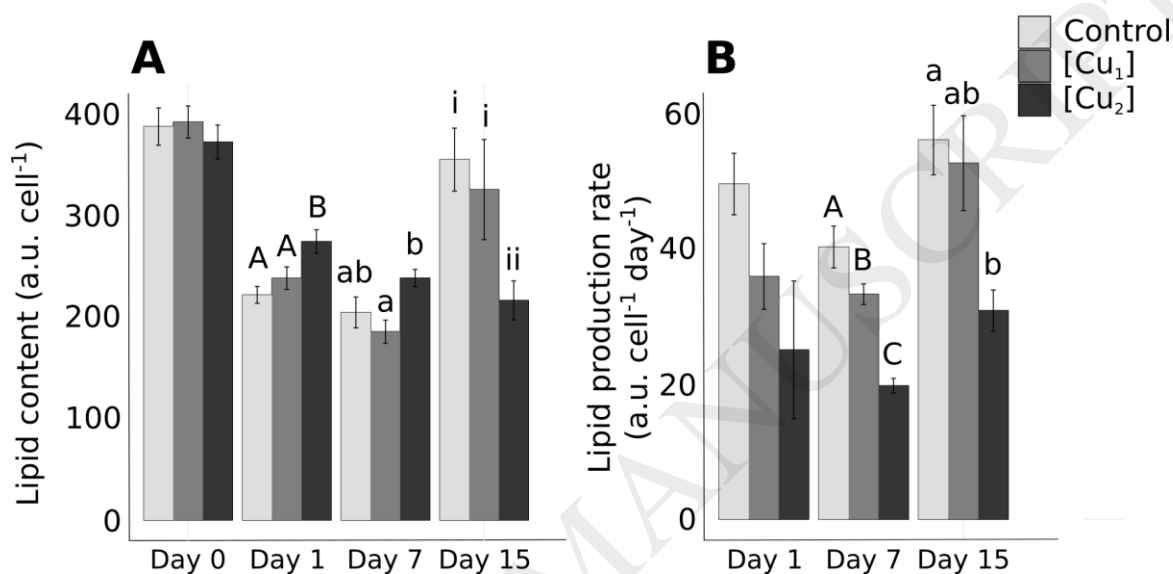 A
B
Control
[Cu₁]
[Cu₂]
Lipid content (a.u. cell⁻¹)
400
300
200
100
0
A
A
B
ab
a
b
i
i
ii
Day 0 Day 1 Day 7 Day 15
Lipid production rate
(a.u. cell⁻¹ day⁻¹)
60
40
20
0
A
B
C
a
ab
b
Day 1 Day 7 Day 15
MANUSCRIPT